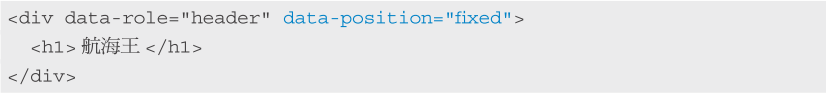 <div data-role="header" data-position="fixed">
  <h1> 航海王 </h1>
</div>